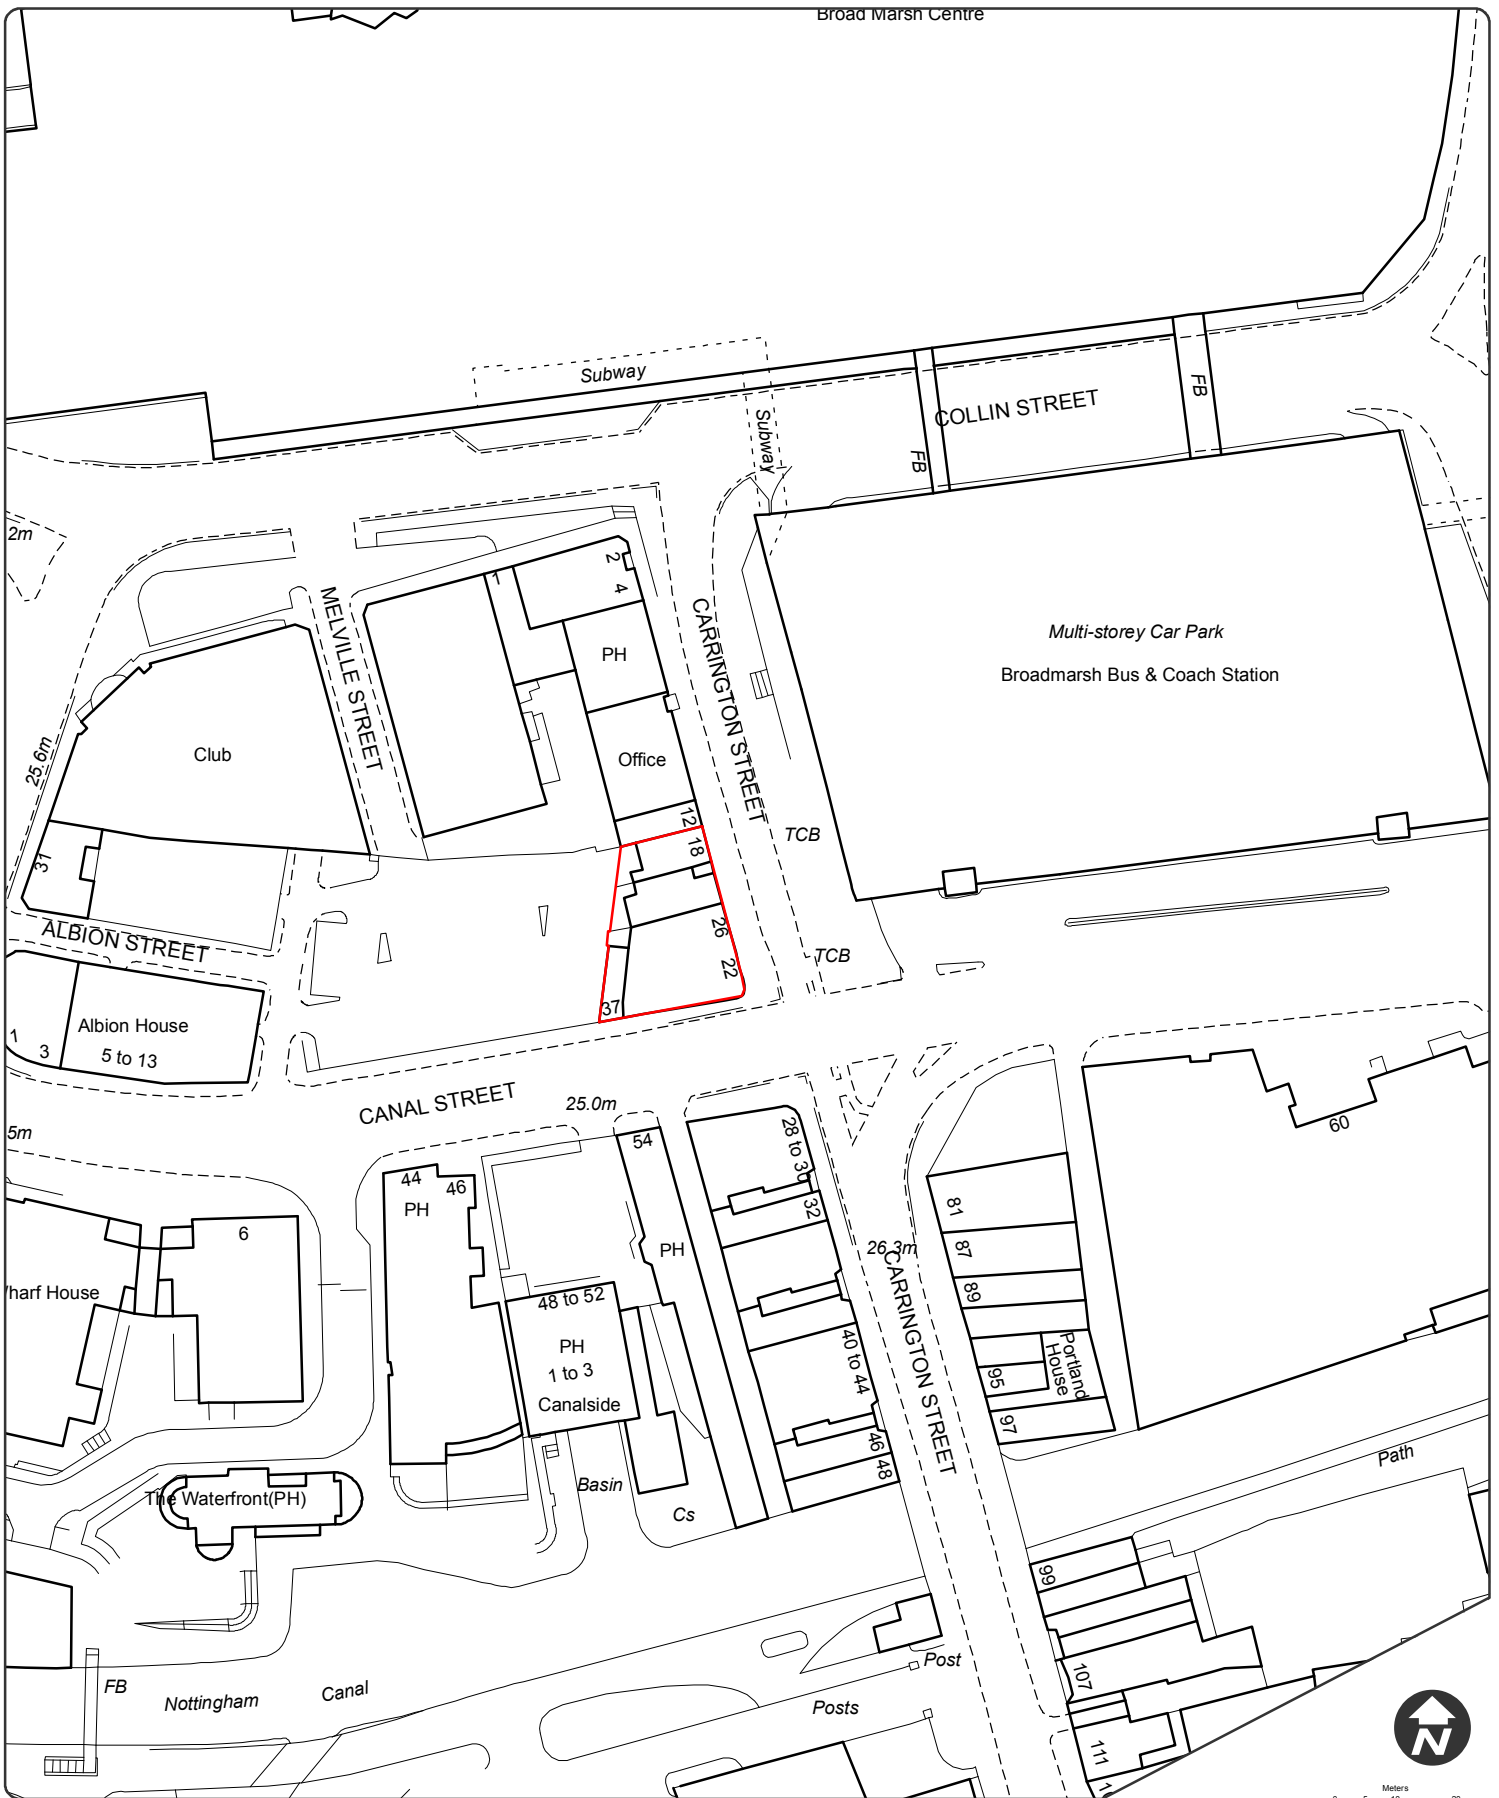 Broad Marsh Centre
Subway
Subway
COLLIN STREET
FB
FB
2m
2
4
1
MELVILLE STREET
CARRINGTON STREET
PH
Multi-storey Car Park
Broadmarsh Bus & Coach Station
Club
25.6m
Office
12
TCB
18
31
26
22
ALBION STREET
TCB
37
Albion House
5 to 13
1
3
CANAL STREET
25.0m
5m
54
28 to 30
60
44
46
PH
32
81
6
PH
26.3m
87
CARRINGTON STREET
harf House
48 to 52
89
PH
1 to 3
Canalside
40 to 44
Portland
House
95
97
46
48
Path
Basin
The Waterfront(PH)
Cs
99
Post
107
FB
Nottingham
Canal
Posts
N
111
Meters